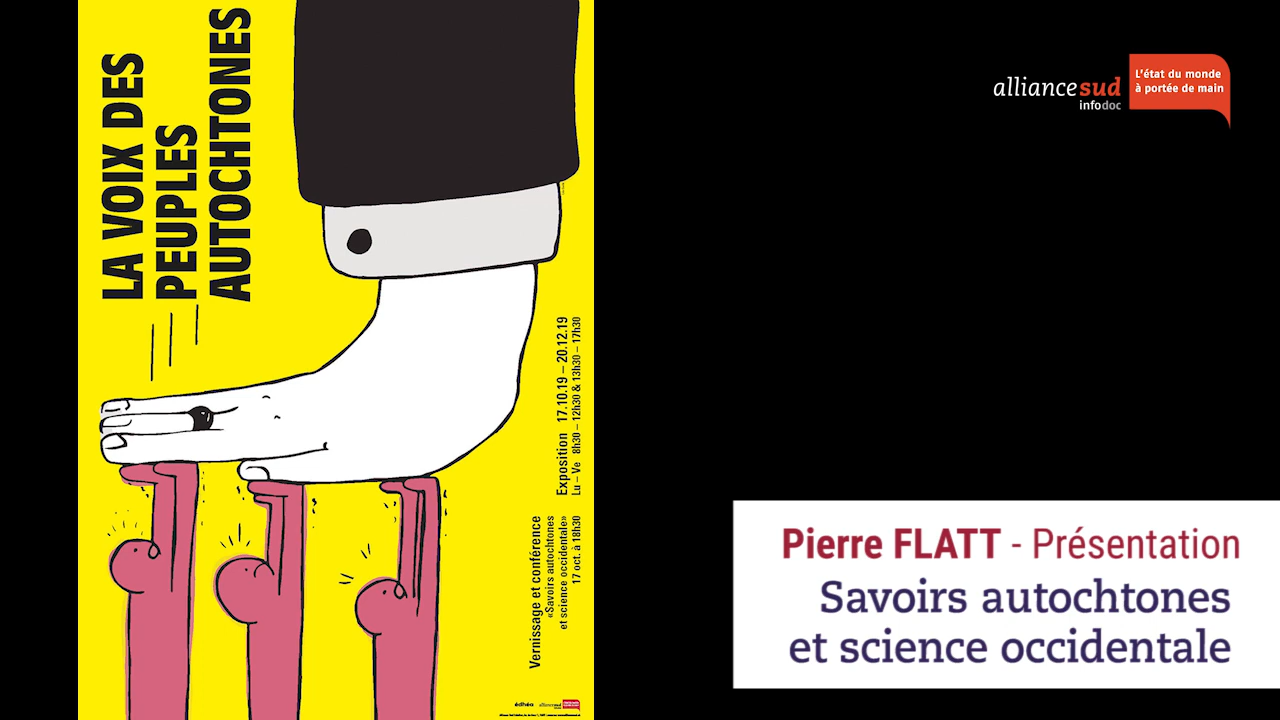 LA VOIX DES
PEUPLES
AUTOCHTONES
Exposition 17.10.19 – 20.12.19
Lu – Ve 8h30 – 12h30 & 13h30 – 17h30
Vernissage et conférence
«Savoirs autochtones
et science occidentale»
17 oct. à 18h30
édhéa
alliancesud
alliancesud
infodoc
L'état du monde
à portée de main
Pierre FLATT - Présentation
Savoirs autochtones
et science occidentale